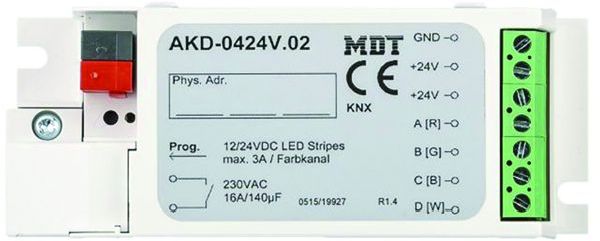 AKD-0424V.02
MDT
CE
KNX
Phys. Adr.
Prog.
12/24VDC LED Stripes
max. 3A / Farbkanal
230VAC
16A/140µF
0515/19927
R1.4
GND
+24V
+24V
A [R]
B [G]
C [B]
D [W]